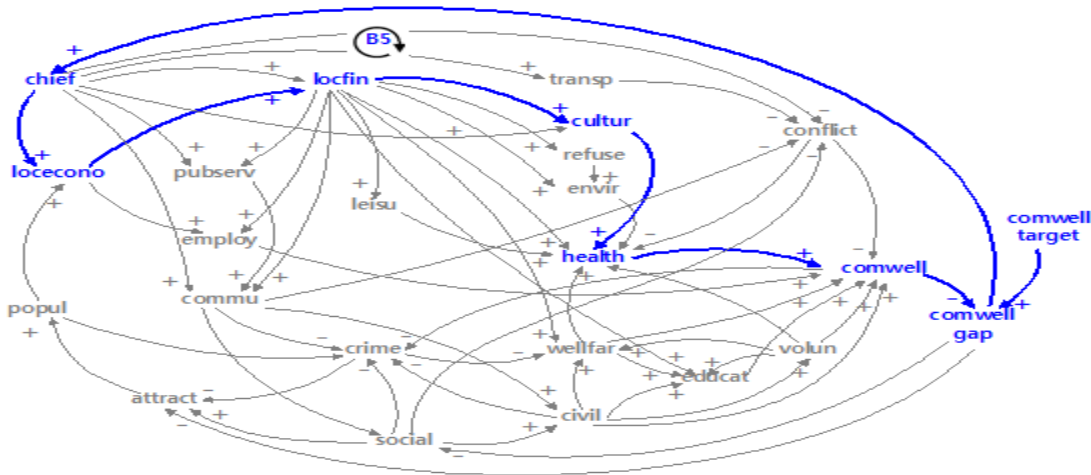 B5
chief
locfin
transp
cultur
conflict
refuse
locecono
pubserv
envir
leisu
comwell
target
employ
health
comwell
commu
popul
comwell
gap
crime
wellfar
volun
educat
attract
civil
social